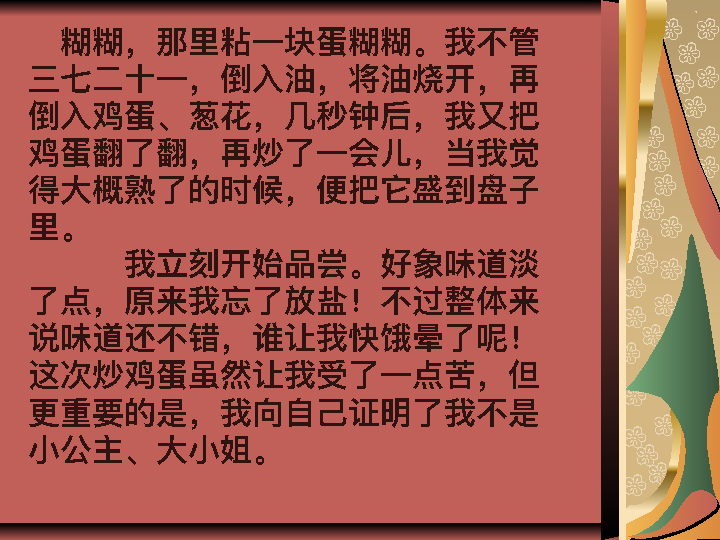 糊糊，那里粘一块蛋糊糊。我不管
三七二十一，倒入油，将油烧开，再
倒入鸡蛋、葱花，几秒钟后，我又把
鸡蛋翻了翻，再炒了一会儿，当我觉
得大概熟了的时候，便把它盛到盘子
里。
我立刻开始品尝。好象味道淡
了点，原来我忘了放盐！不过整体来
说味道还不错，谁让我快饿晕了呢！
这次炒鸡蛋虽然让我受了一点苦，但
更重要的是，我向自己证明了我不是
小公主、大小姐。